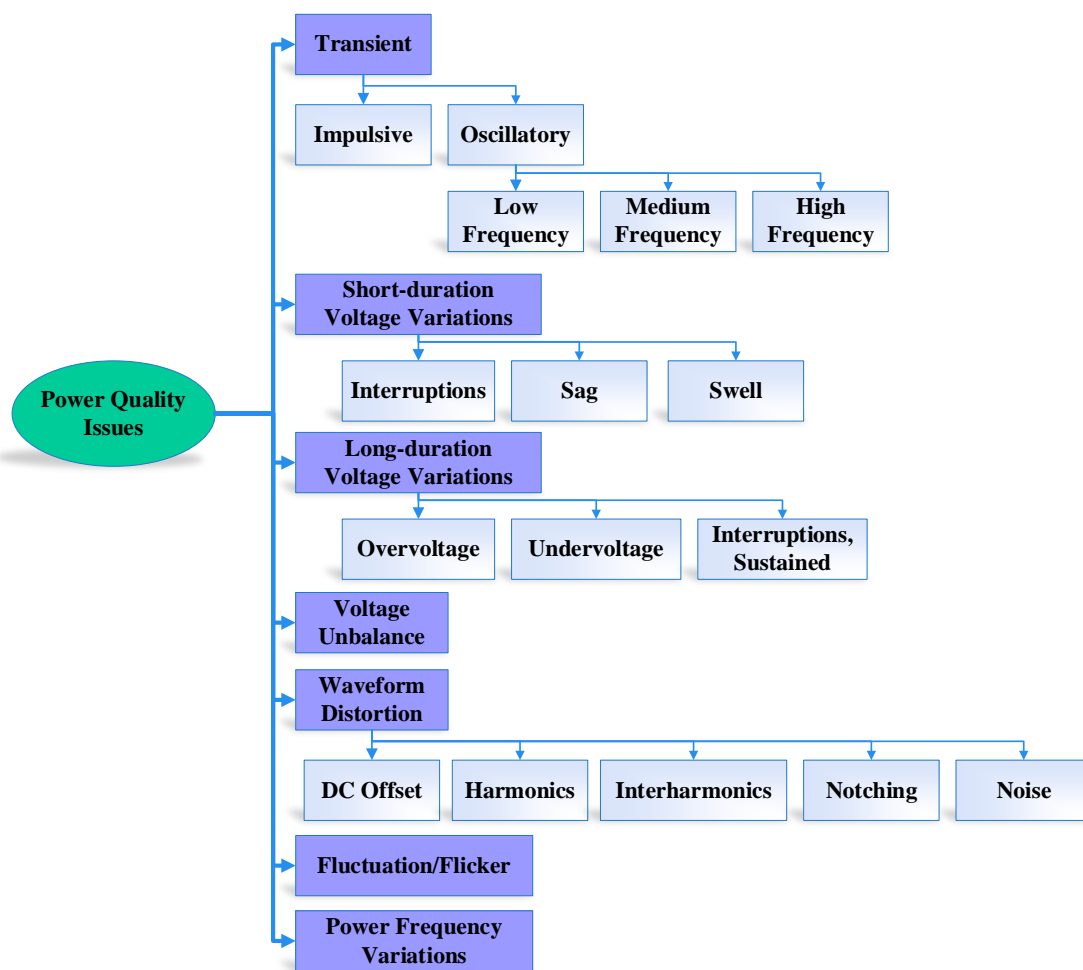 Transient
Impulsive
Oscillatory
Low
Frequency
Medium
Frequency
High
Frequency
Short-duration
Voltage Variations
Interruptions
Sag
Swell
Power Quality
Issues
Long-duration
Voltage Variations
Overvoltage
Undervoltage
Interruptions,
Sustained
Voltage
Unbalance
Waveform
Distortion
DC Offset
Harmonics
Interharmonics
Notching
Noise
Fluctuation/Flicker
Power Frequency
Variations